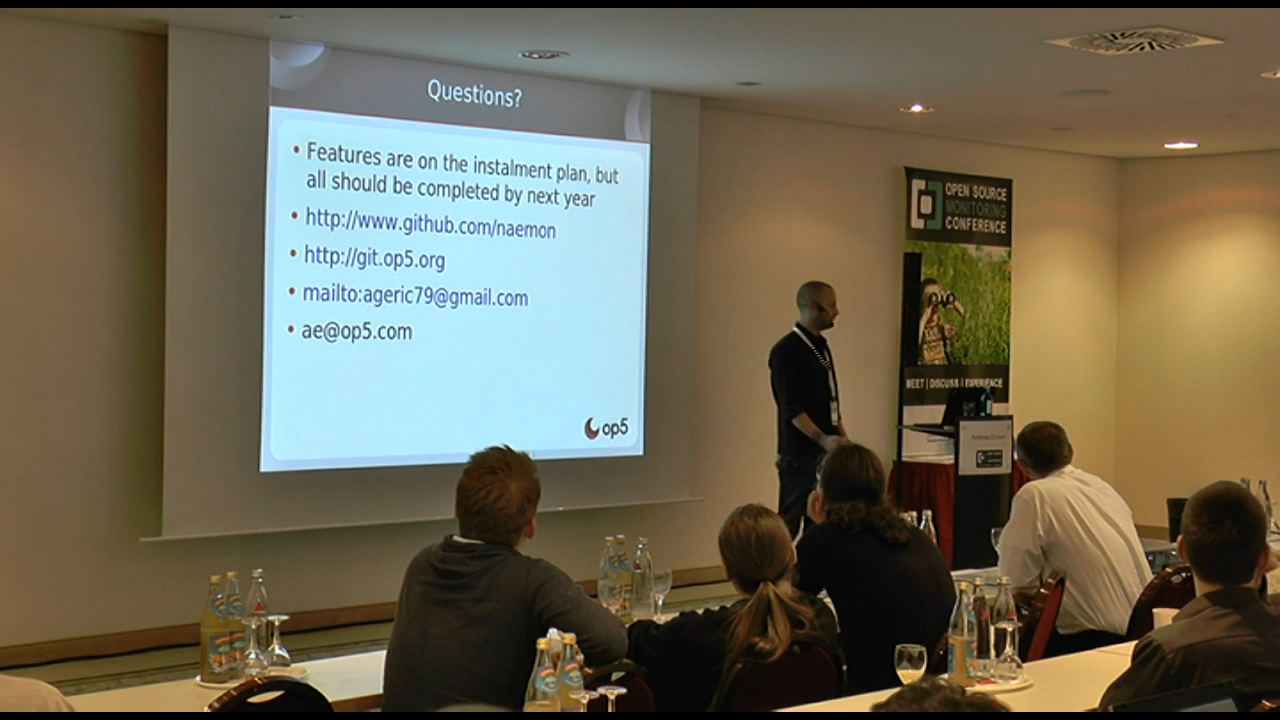 Questions?
• Features are on the instalment plan, but
all should be completed by next year
• http://www.github.com/naemon
• http://git.op5.org
• mailto:ageric79@gmail.com
• ae@op5.com
op5
OPEN SOURCE
MONITORING
CONFERENCE
MEET | DISCUSS | EXPERIENCE